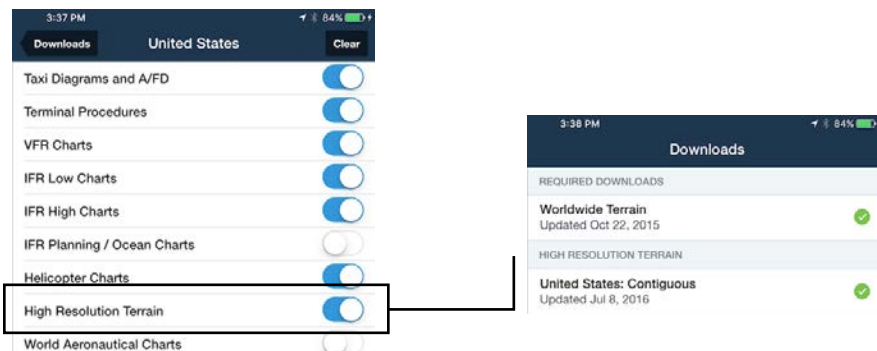 3:37 PM
84%
Downloads
United States
Clear
Taxi Diagrams and A/FD
Terminal Procedures
VFR Charts
IFR Low Charts
IFR High Charts
IFR Planning / Ocean Charts
Helicopter Charts
High Resolution Terrain
World Aeronautical Charts
3:38 PM
84%
Downloads
REQUIRED DOWNLOADS
Worldwide Terrain
Updated Oct 22, 2015
HIGH RESOLUTION TERRAIN
United States: Contiguous
Updated Jul 8, 2016